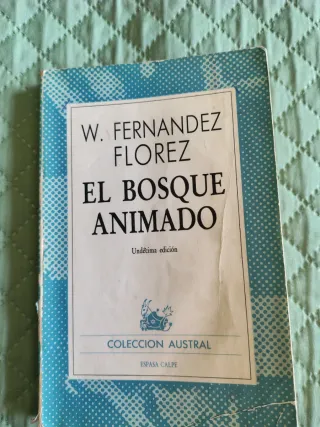 W. FERNANDEZ
FLOREZ
EL BOSQUE
ANIMADO
Undécima edición
COLECCION AUSTRAL
ESPASA CALPE